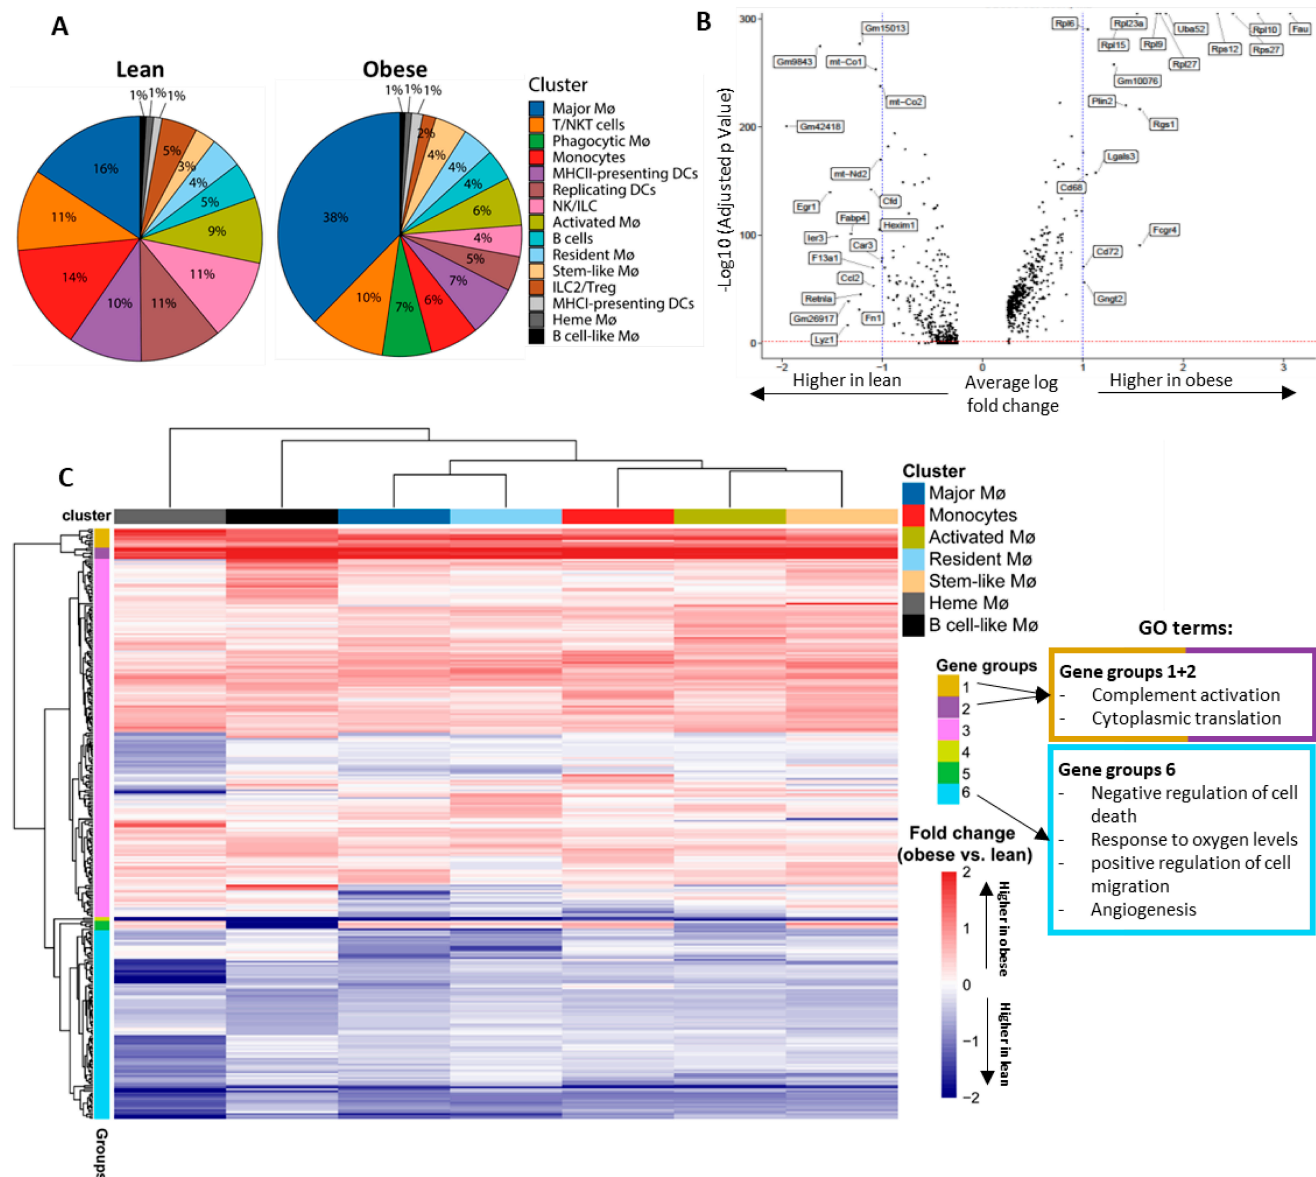 A
Lean
Obese
1%
1%
1%
5%
3%
4%
5%
9%
11%
11%
10%
14%
11%
16%
1%
1%
1%
2%
4%
4%
4%
6%
4%
5%
7%
6%
7%
10%
38%
Cluster
Major Mø
T/NKT cells
Phagocytic Mø
Monocytes
MHCII-presenting DCs
Replicating DCs
NK/ILC
Activated Mø
B cells
Resident Mø
Stem-like Mø
ILC2/Treg
MHCI-presenting DCs
Heme Mø
B cell-like Mø
B
-Log10 (Adjusted p Value)
300
200
100
0
Gm15013
Gm9843
mt-Co1
mt-Co2
Gm42418
mt-Nd2
Egr1
Cfd
Fabp4
Hexim1
Ier3
Car3
F13a1
Ccl2
Retnla
Gm26917
Fn1
Lyz1
Rpl6
Rpl23a
Uba52
Rpl10
Fau
Rpl15
Rpl9
Rps12
Rps27
Rpl27
Gm10076
Plin2
Rgs1
Lgals3
Cd68
Fcgr4
Cd72
Gngt2
-2
-1
0
1
2
3
Higher in lean
Average log
fold change
Higher in obese
C
cluster
Groups
Cluster
Major Mø
Monocytes
Activated Mø
Resident Mø
Stem-like Mø
Heme Mø
B cell-like Mø
Gene groups
1
2
3
4
5
6
Fold change
(obese vs. lean)
2
1
0
-1
-2
Higher in obese
Higher in lean
GO terms:
Gene groups 1+2
- Complement activation
- Cytoplasmic translation
Gene groups 6
- Negative regulation of cell
death
- Response to oxygen levels
- positive regulation of cell
migration
- Angiogenesis